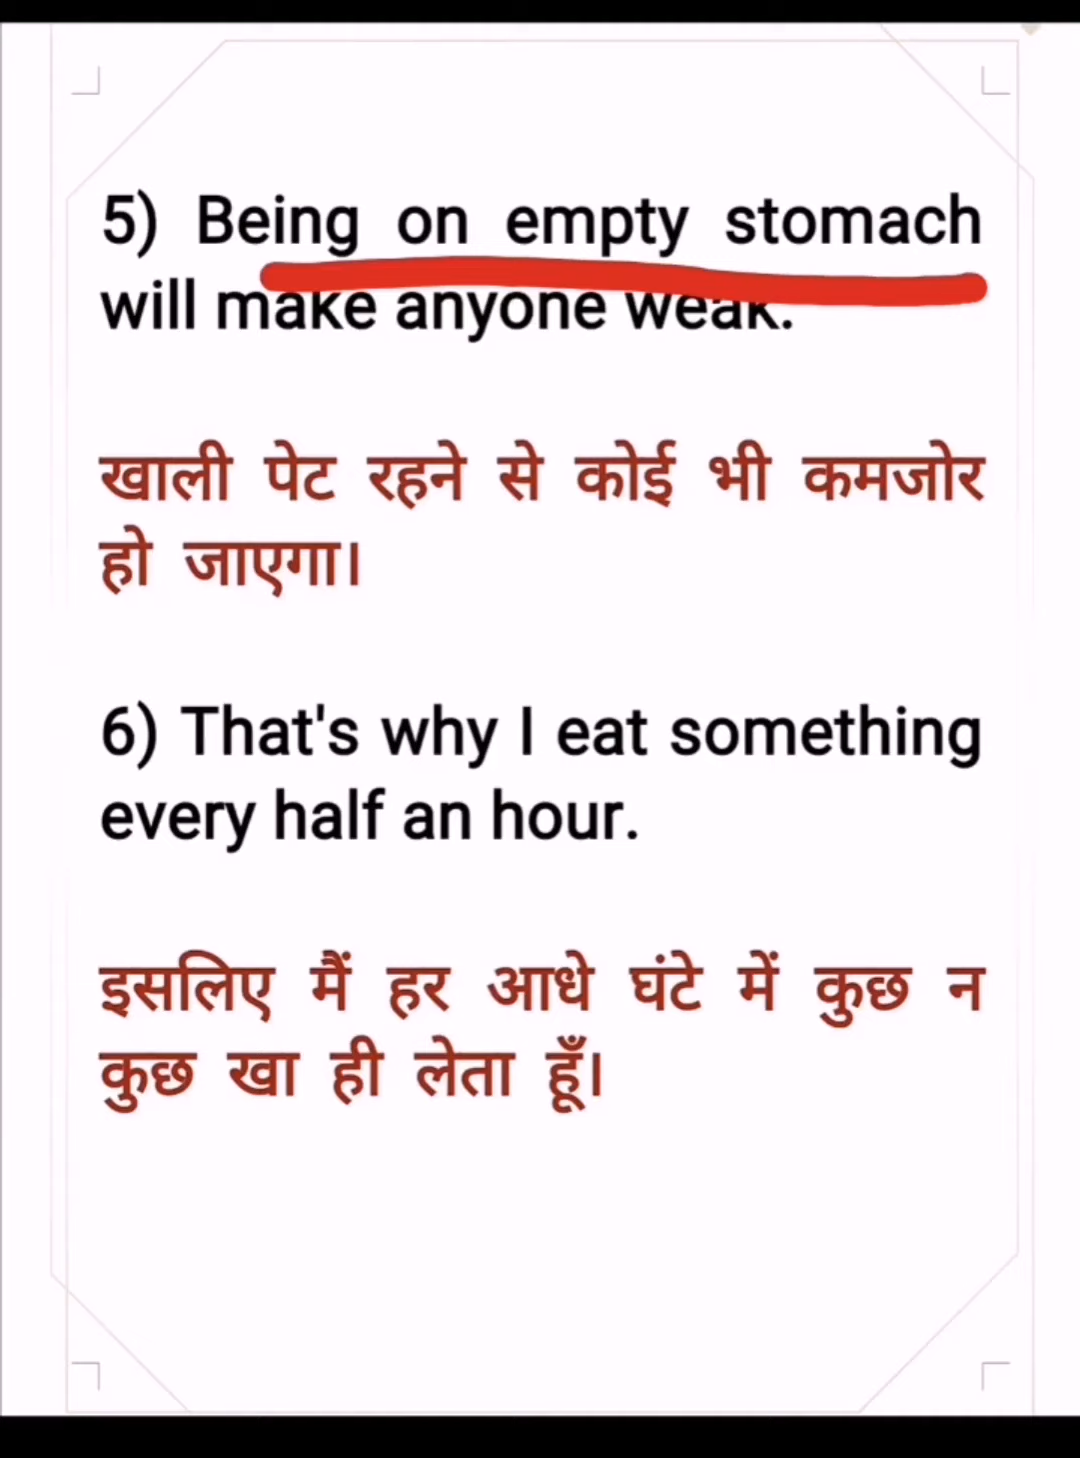 5) Being on empty stomach
will make anyone weak.
खाली पेट रहने से कोई भी कमजोर
हो जाएगा।
6) That's why I eat something
every half an hour.
इसलिए मैं हर आधे घंटे में कुछ न
कुछ खा ही लेता हूँ।